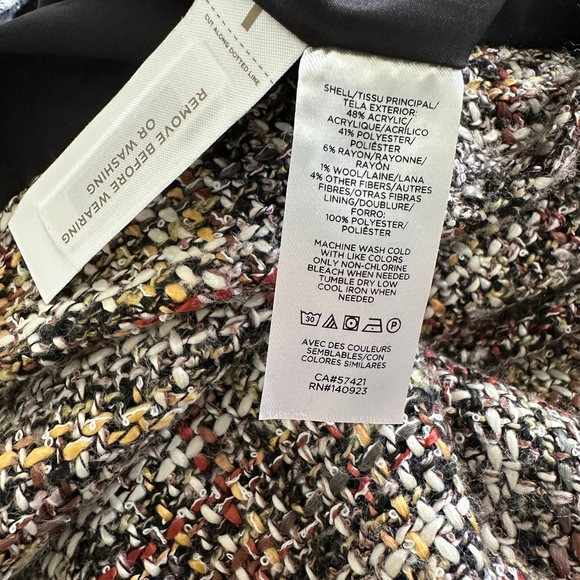 CUT ALONG DOTTED LINE
REMOVE BEFORE WEARING
OR WASHING
SHELL/TISSU PRINCIPAL/
TELA EXTERIOR:
48% ACRYLIC/
ACRYLIQUE/ACRÍLICO
41% POLYESTER/
POLIÉSTER
6% RAYON/RAYONNE/
RAYÓN
1% WOOL/LAINE/LANA
4% OTHER FIBERS/AUTRES
FIBRES/OTRAS FIBRAS
LINING/DOUBLURE/
FORRO:
100% POLYESTER/
POLIÉSTER
MACHINE WASH COLD
WITH LIKE COLORS
ONLY NON-CHLORINE
BLEACH WHEN NEEDED
TUMBLE DRY LOW
COOL IRON WHEN
NEEDED
30 P
AVEC DES COULEURS
SEMBLABLES/CON
COLORES SIMILARES
CA#57421
RN#140923